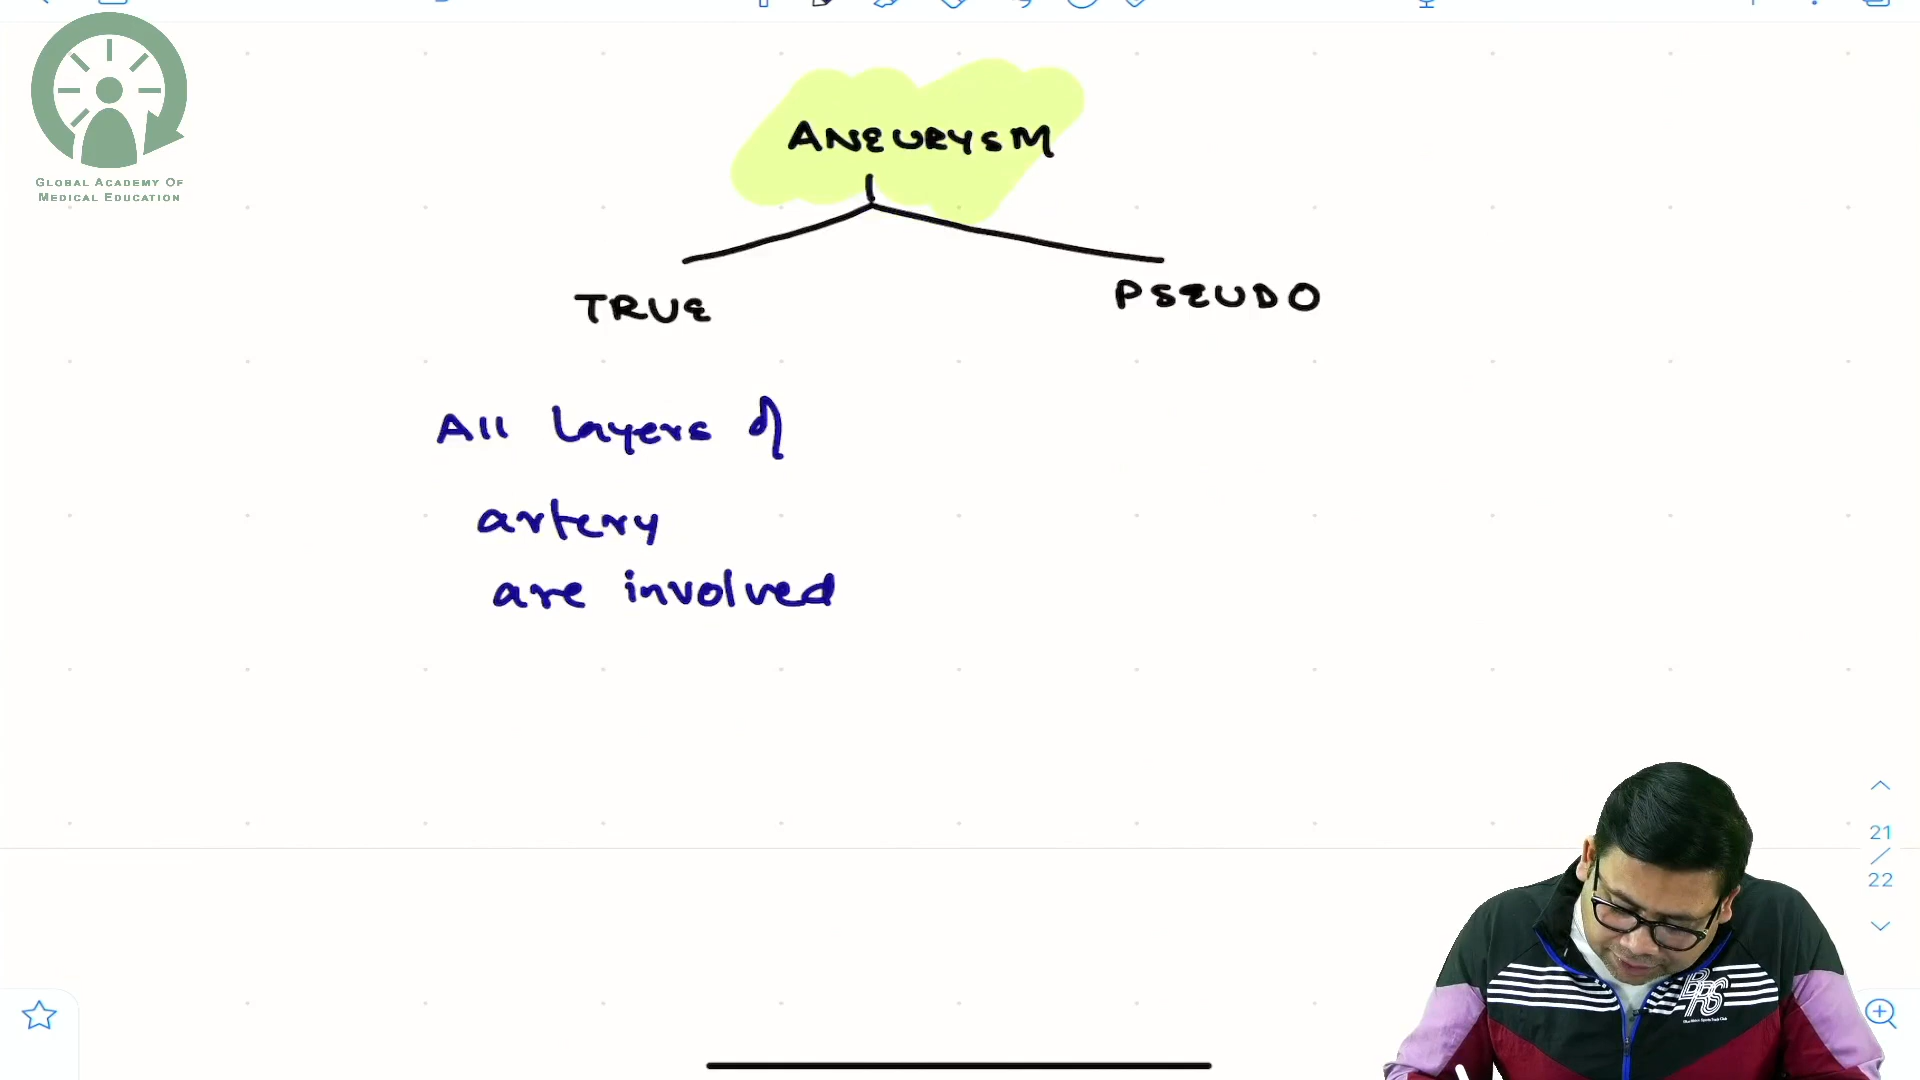 GLOBAL ACADEMY OF
MEDICAL EDUCATION
ANEURYSM
TRUE
PSEUDO
All Layers of
artery
are involved
21
/
22